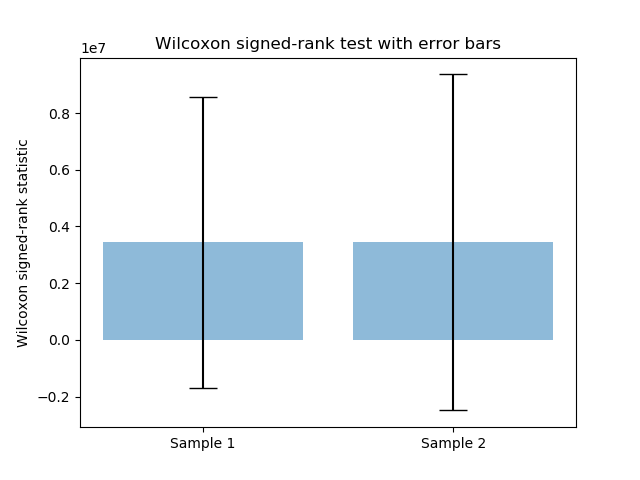 Wilcoxon signed-rank test with error bars
1e7
0.8
0.6
0.4
0.2
0.0
−0.2
Wilcoxon signed-rank statistic
Sample 1
Sample 2